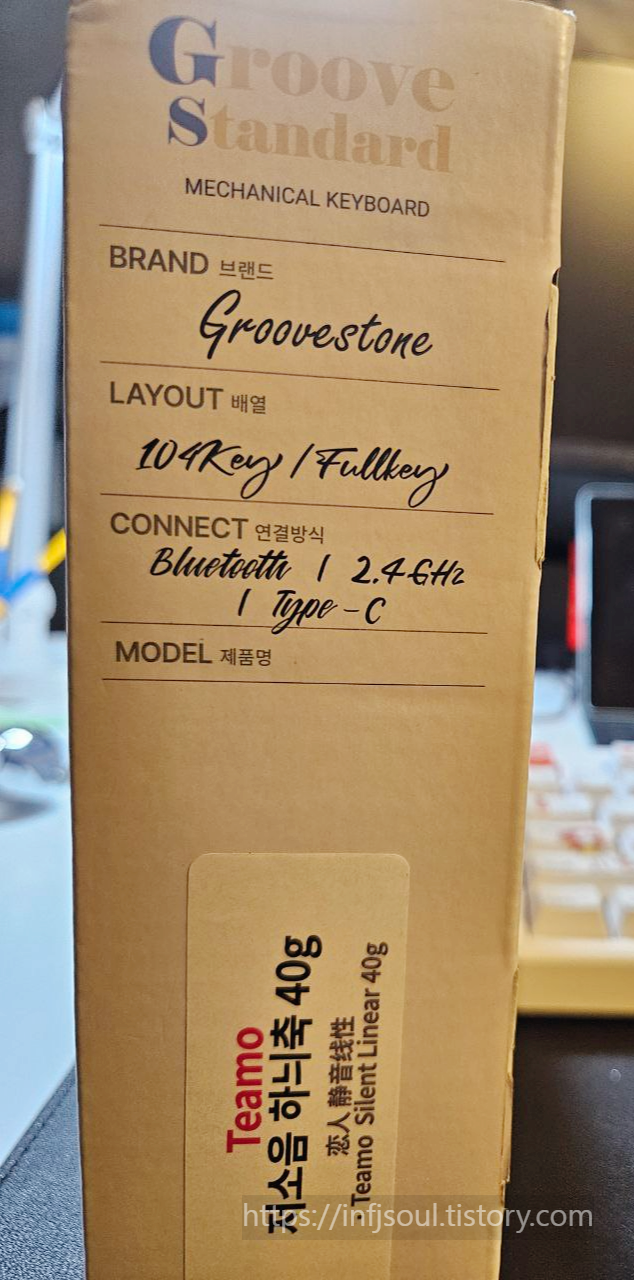 Groove
Standard
MECHANICAL KEYBOARD
BRAND 브랜드
Groovestone
LAYOUT 배열
104Key / Fullkey
CONNECT 연결방식
Bluetooth / 2.4GHz
/ Type-C
MODEL 제품명
Teamo
저소음 하늬축 40g
恋人 静音线性
· Teamo Silent Linear 40g
https://infjsoul.tistory.com